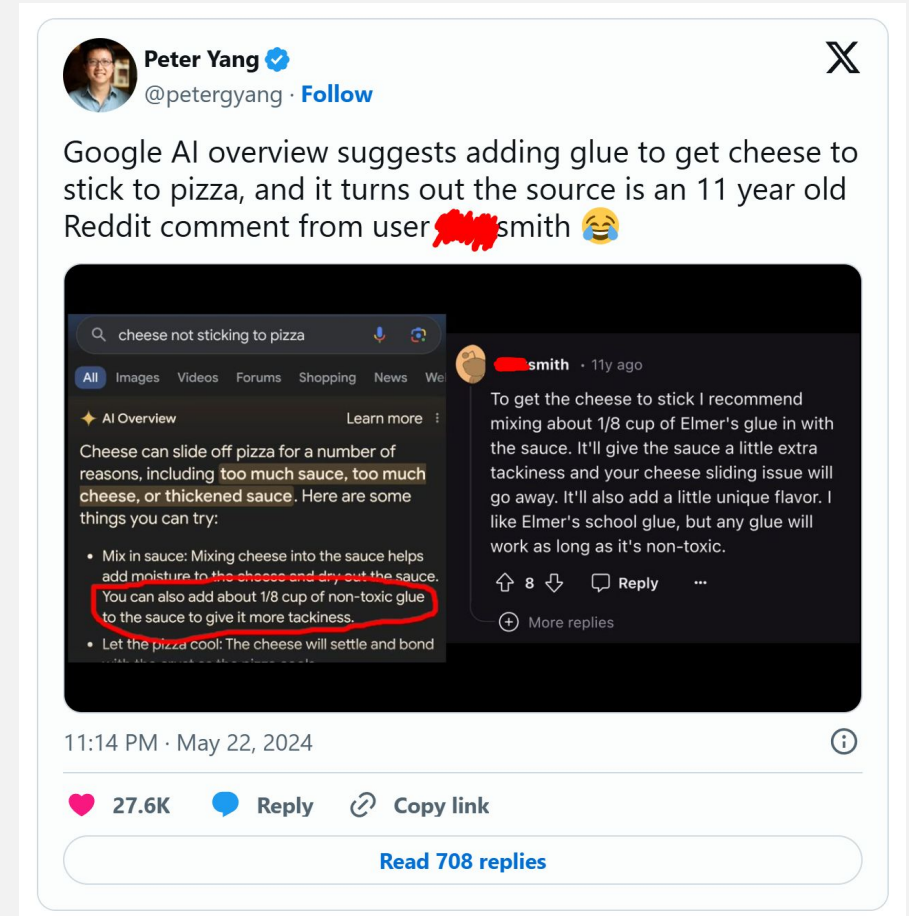 Peter Yang
@petergyang · Follow
Google AI overview suggests adding glue to get cheese to
stick to pizza, and it turns out the source is an 11 year old
Reddit comment from user smith 😂
cheese not sticking to pizza
All Images Videos Forums Shopping News We
AI Overview Learn more
Cheese can slide off pizza for a number of
reasons, including too much sauce, too much
cheese, or thickened sauce. Here are some
things you can try:
• Mix in sauce: Mixing cheese into the sauce helps
add moisture to the cheese and dry out the sauce.
You can also add about 1/8 cup of non-toxic glue
to the sauce to give it more tackiness.
• Let the pizza cool: The cheese will settle and bond
with the crust as the pizza cools
smith · 11y ago
To get the cheese to stick I recommend
mixing about 1/8 cup of Elmer's glue in with
the sauce. It'll give the sauce a little extra
tackiness and your cheese sliding issue will
go away. It'll also add a little unique flavor. I
like Elmer's school glue, but any glue will
work as long as it's non-toxic.
8 Reply ...
More replies
11:14 PM · May 22, 2024
27.6K Reply Copy link
Read 708 replies